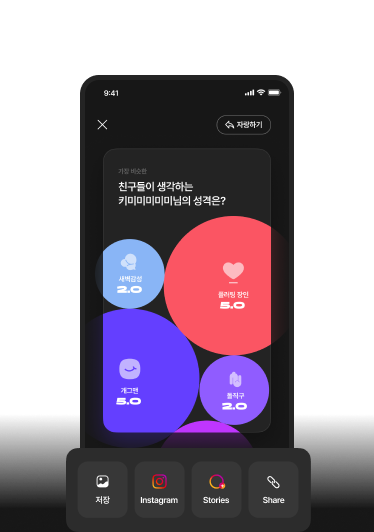 9:41
자랑하기
가장 비슷한
친구들이 생각하는
키미미미미미님의 성격은?
새벽감성
2.0
플러팅 장인
5.0
개그맨
5.0
돌직구
2.0
저장
Instagram
Stories
Share